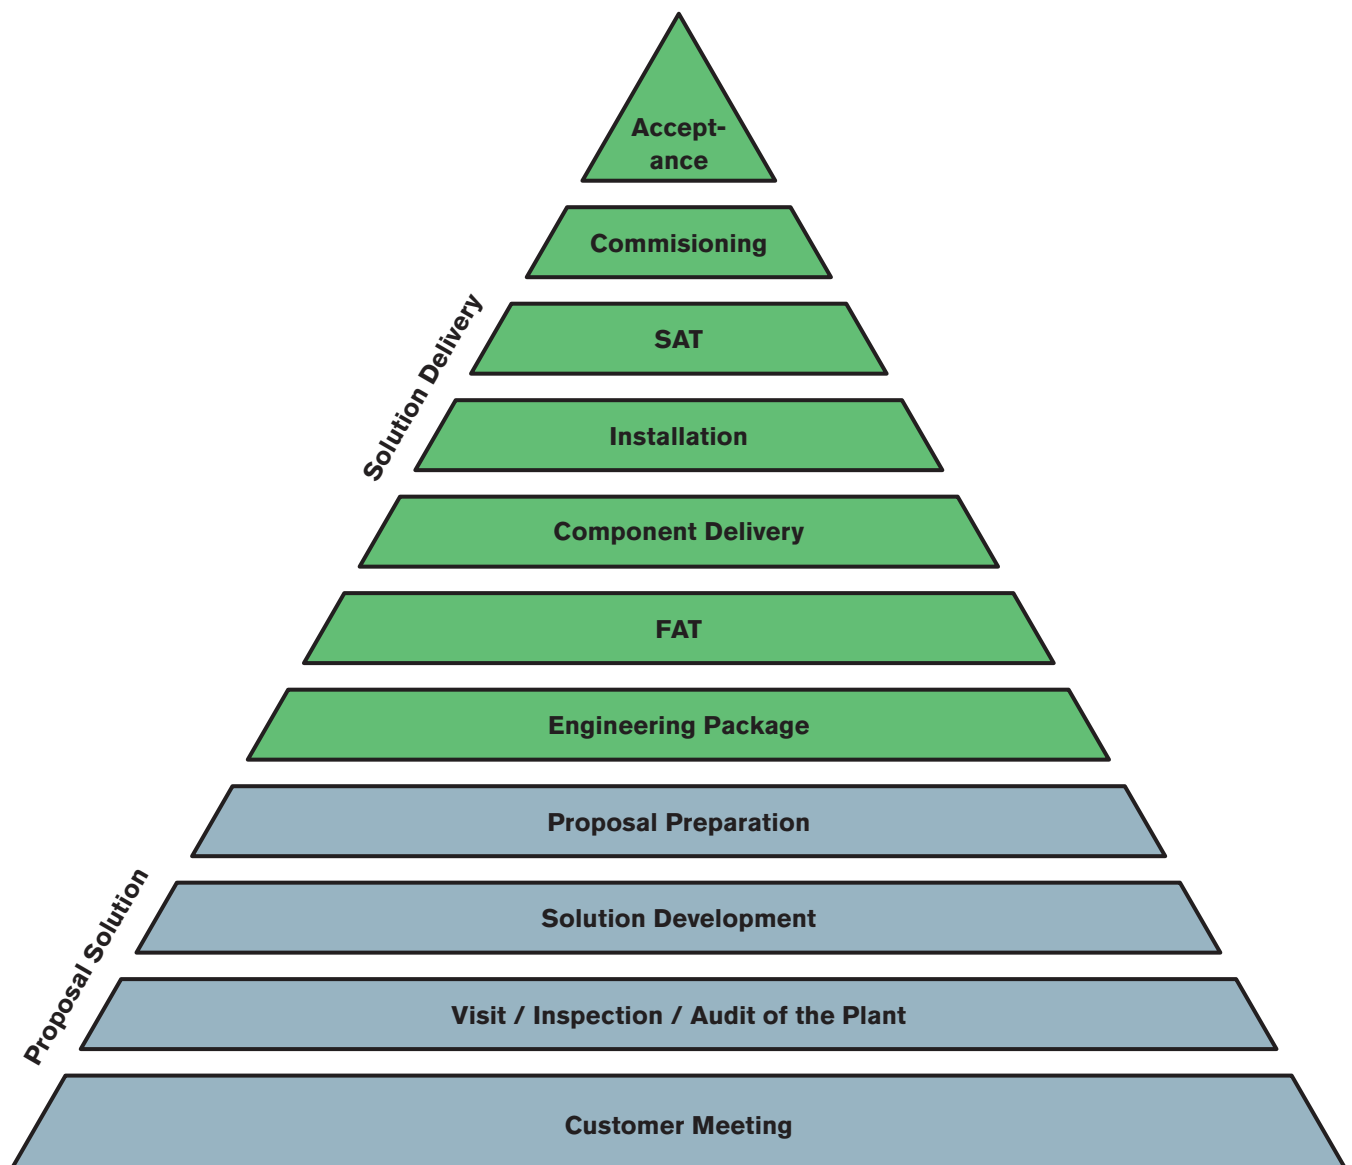 Accept-
ance
Commisioning
SAT
Solution Delivery
Installation
Component Delivery
FAT
Engineering Package
Proposal Preparation
Solution Development
Proposal Solution
Visit / Inspection / Audit of the Plant
Customer Meeting